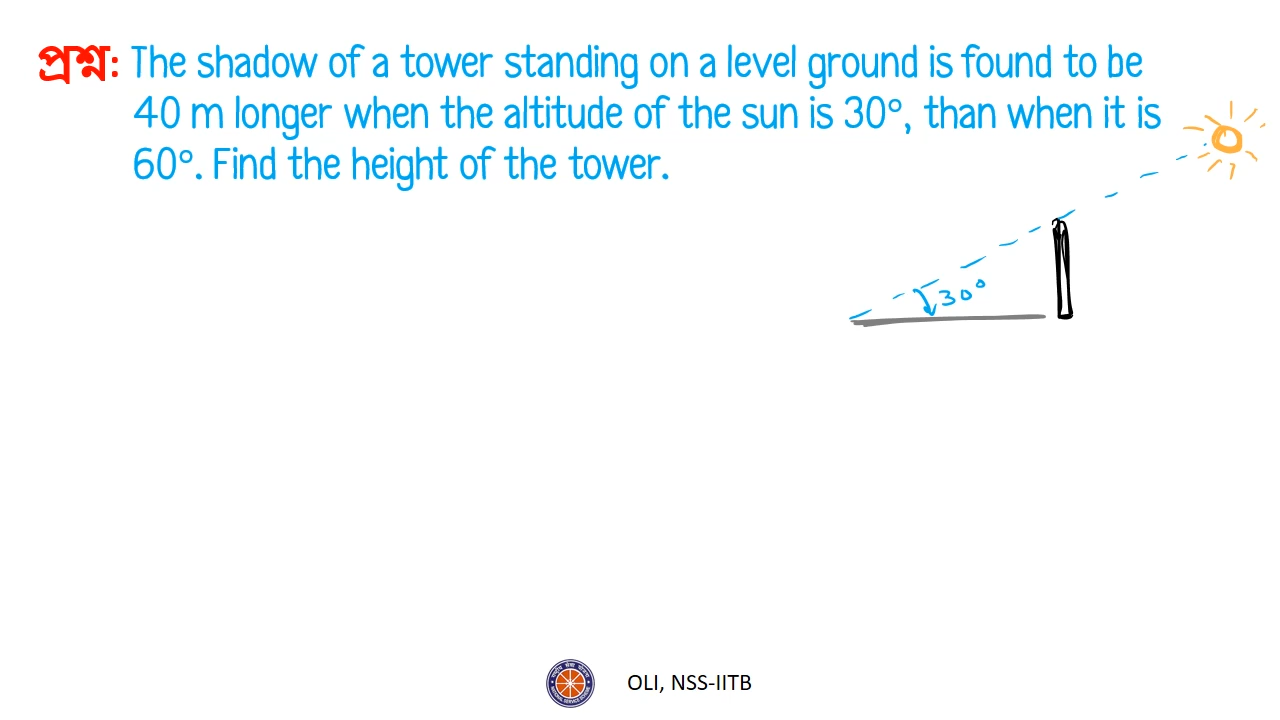 প্রশ্ন: The shadow of a tower standing on a level ground is found to be
40 m longer when the altitude of the sun is 30°, than when it is
60°. Find the height of the tower.
30°
OLI, NSS-IITB